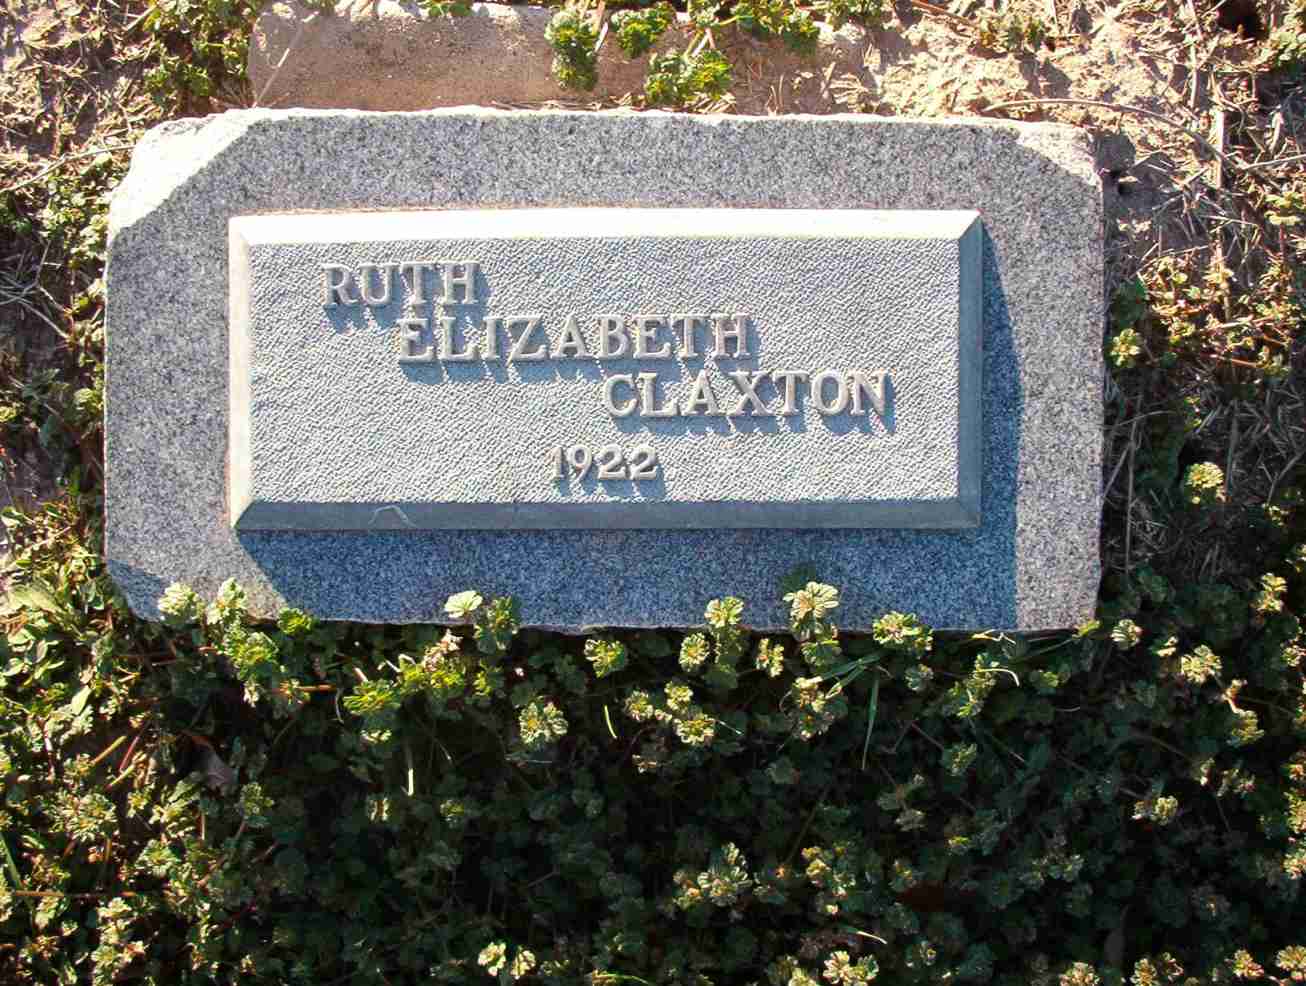 RUTH
ELIZABETH
CLAXTON
1922